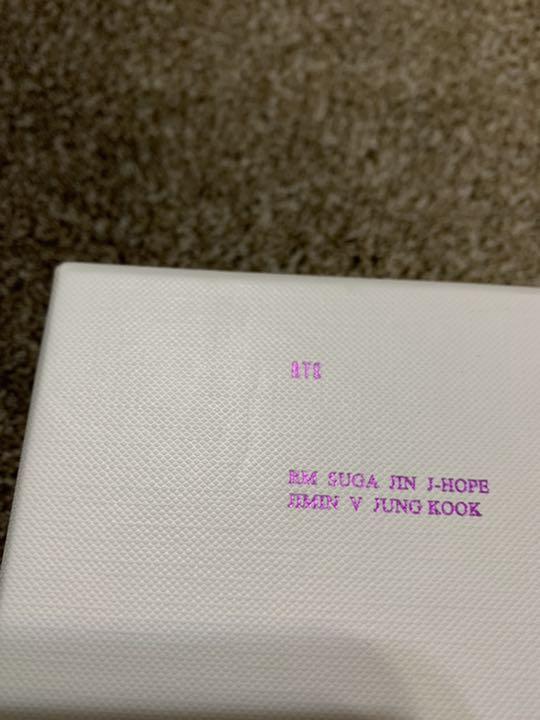 BTS
RM SUGA JIN J-HOPE
JIMIN V JUNG KOOK